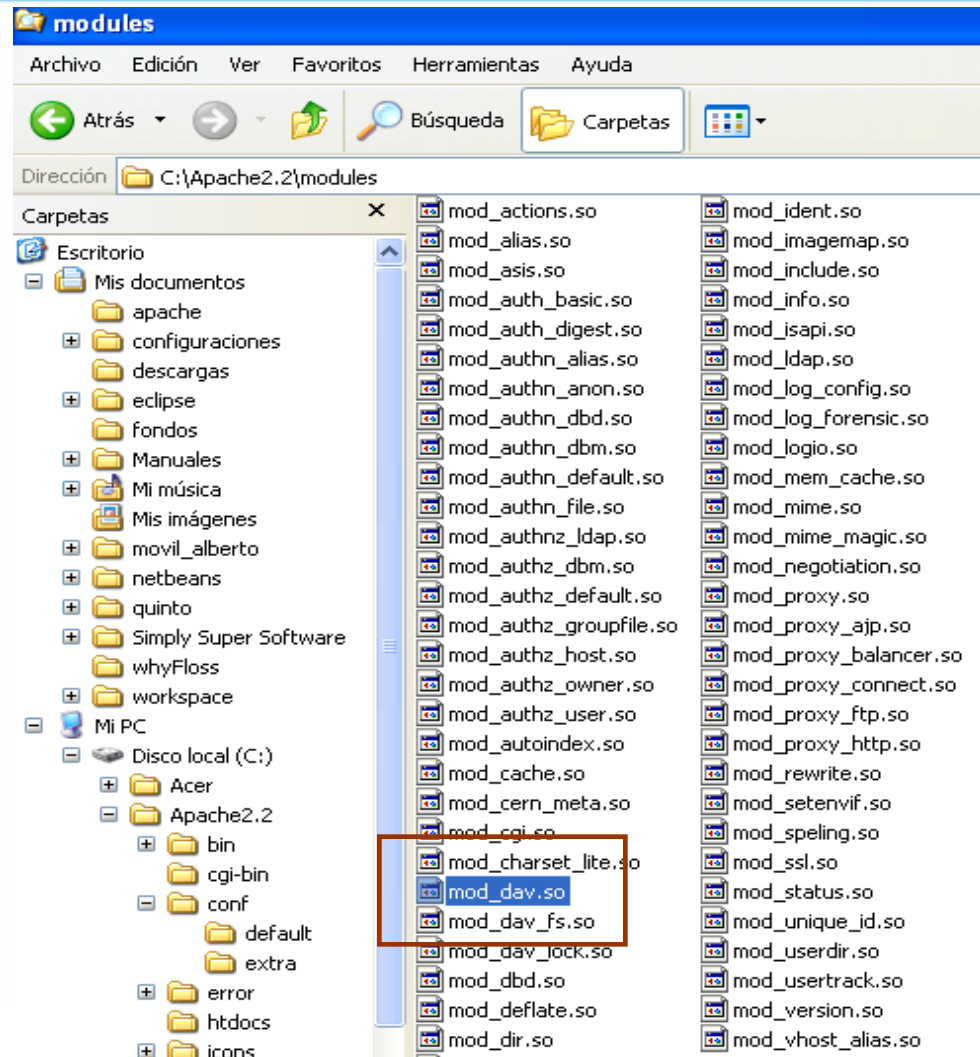 modules
Archivo Edición Ver Favoritos Herramientas Ayuda
Atrás Búsqueda Carpetas
Dirección C:\Apache2.2\modules
Carpetas
Escritorio
Mis documentos
apache
configuraciones
descargas
eclipse
fondos
Manuales
Mi música
Mis imágenes
movil_alberto
netbeans
quinto
Simply Super Software
whyFloss
workspace
Mi PC
Disco local (C:)
Acer
Apache2.2
bin
cgi-bin
conf
default
extra
error
htdocs
icons
mod_actions.so
mod_alias.so
mod_asis.so
mod_auth_basic.so
mod_auth_digest.so
mod_authn_alias.so
mod_authn_anon.so
mod_authn_dbd.so
mod_authn_dbm.so
mod_authn_default.so
mod_authn_file.so
mod_authnz_ldap.so
mod_authz_dbm.so
mod_authz_default.so
mod_authz_groupfile.so
mod_authz_host.so
mod_authz_owner.so
mod_authz_user.so
mod_autoindex.so
mod_cache.so
mod_cern_meta.so
mod_cgi.so
mod_charset_lite.so
mod_dav.so
mod_dav_fs.so
mod_dav_lock.so
mod_dbd.so
mod_deflate.so
mod_dir.so
mod_ident.so
mod_imagemap.so
mod_include.so
mod_info.so
mod_isapi.so
mod_ldap.so
mod_log_config.so
mod_log_forensic.so
mod_logio.so
mod_mem_cache.so
mod_mime.so
mod_mime_magic.so
mod_negotiation.so
mod_proxy.so
mod_proxy_ajp.so
mod_proxy_balancer.so
mod_proxy_connect.so
mod_proxy_ftp.so
mod_proxy_http.so
mod_rewrite.so
mod_setenvif.so
mod_speling.so
mod_ssl.so
mod_status.so
mod_unique_id.so
mod_userdir.so
mod_usertrack.so
mod_version.so
mod_vhost_alias.so